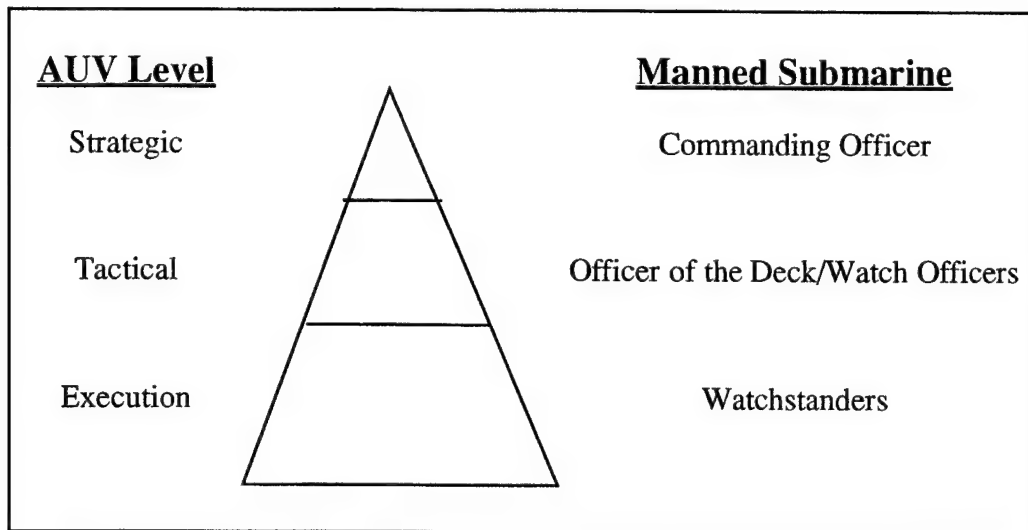 AUV Level
Manned Submarine
Strategic
Commanding Officer
Tactical
Officer of the Deck/Watch Officers
Execution
Watchstanders